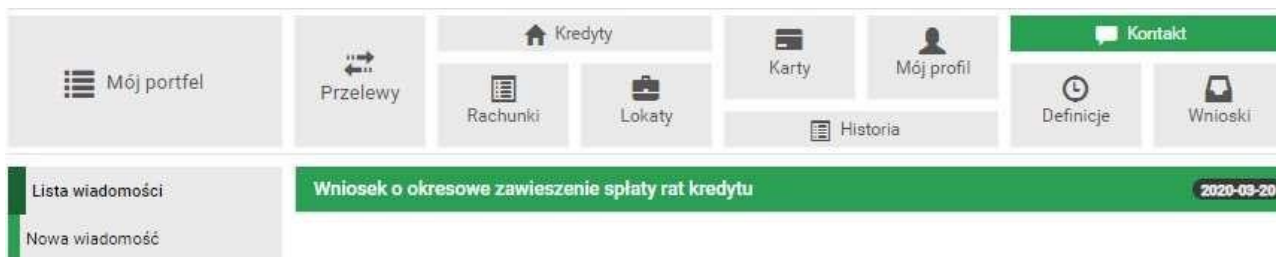 Mój portfel
Przelewy
Kredyty
Rachunki
Lokaty
Karty
Mój profil
Historia
Kontakt
Definicje
Wnioski
Lista wiadomości
Nowa wiadomość
Wniosek o okresowe zawieszenie spłaty rat kredytu
2020-03-20